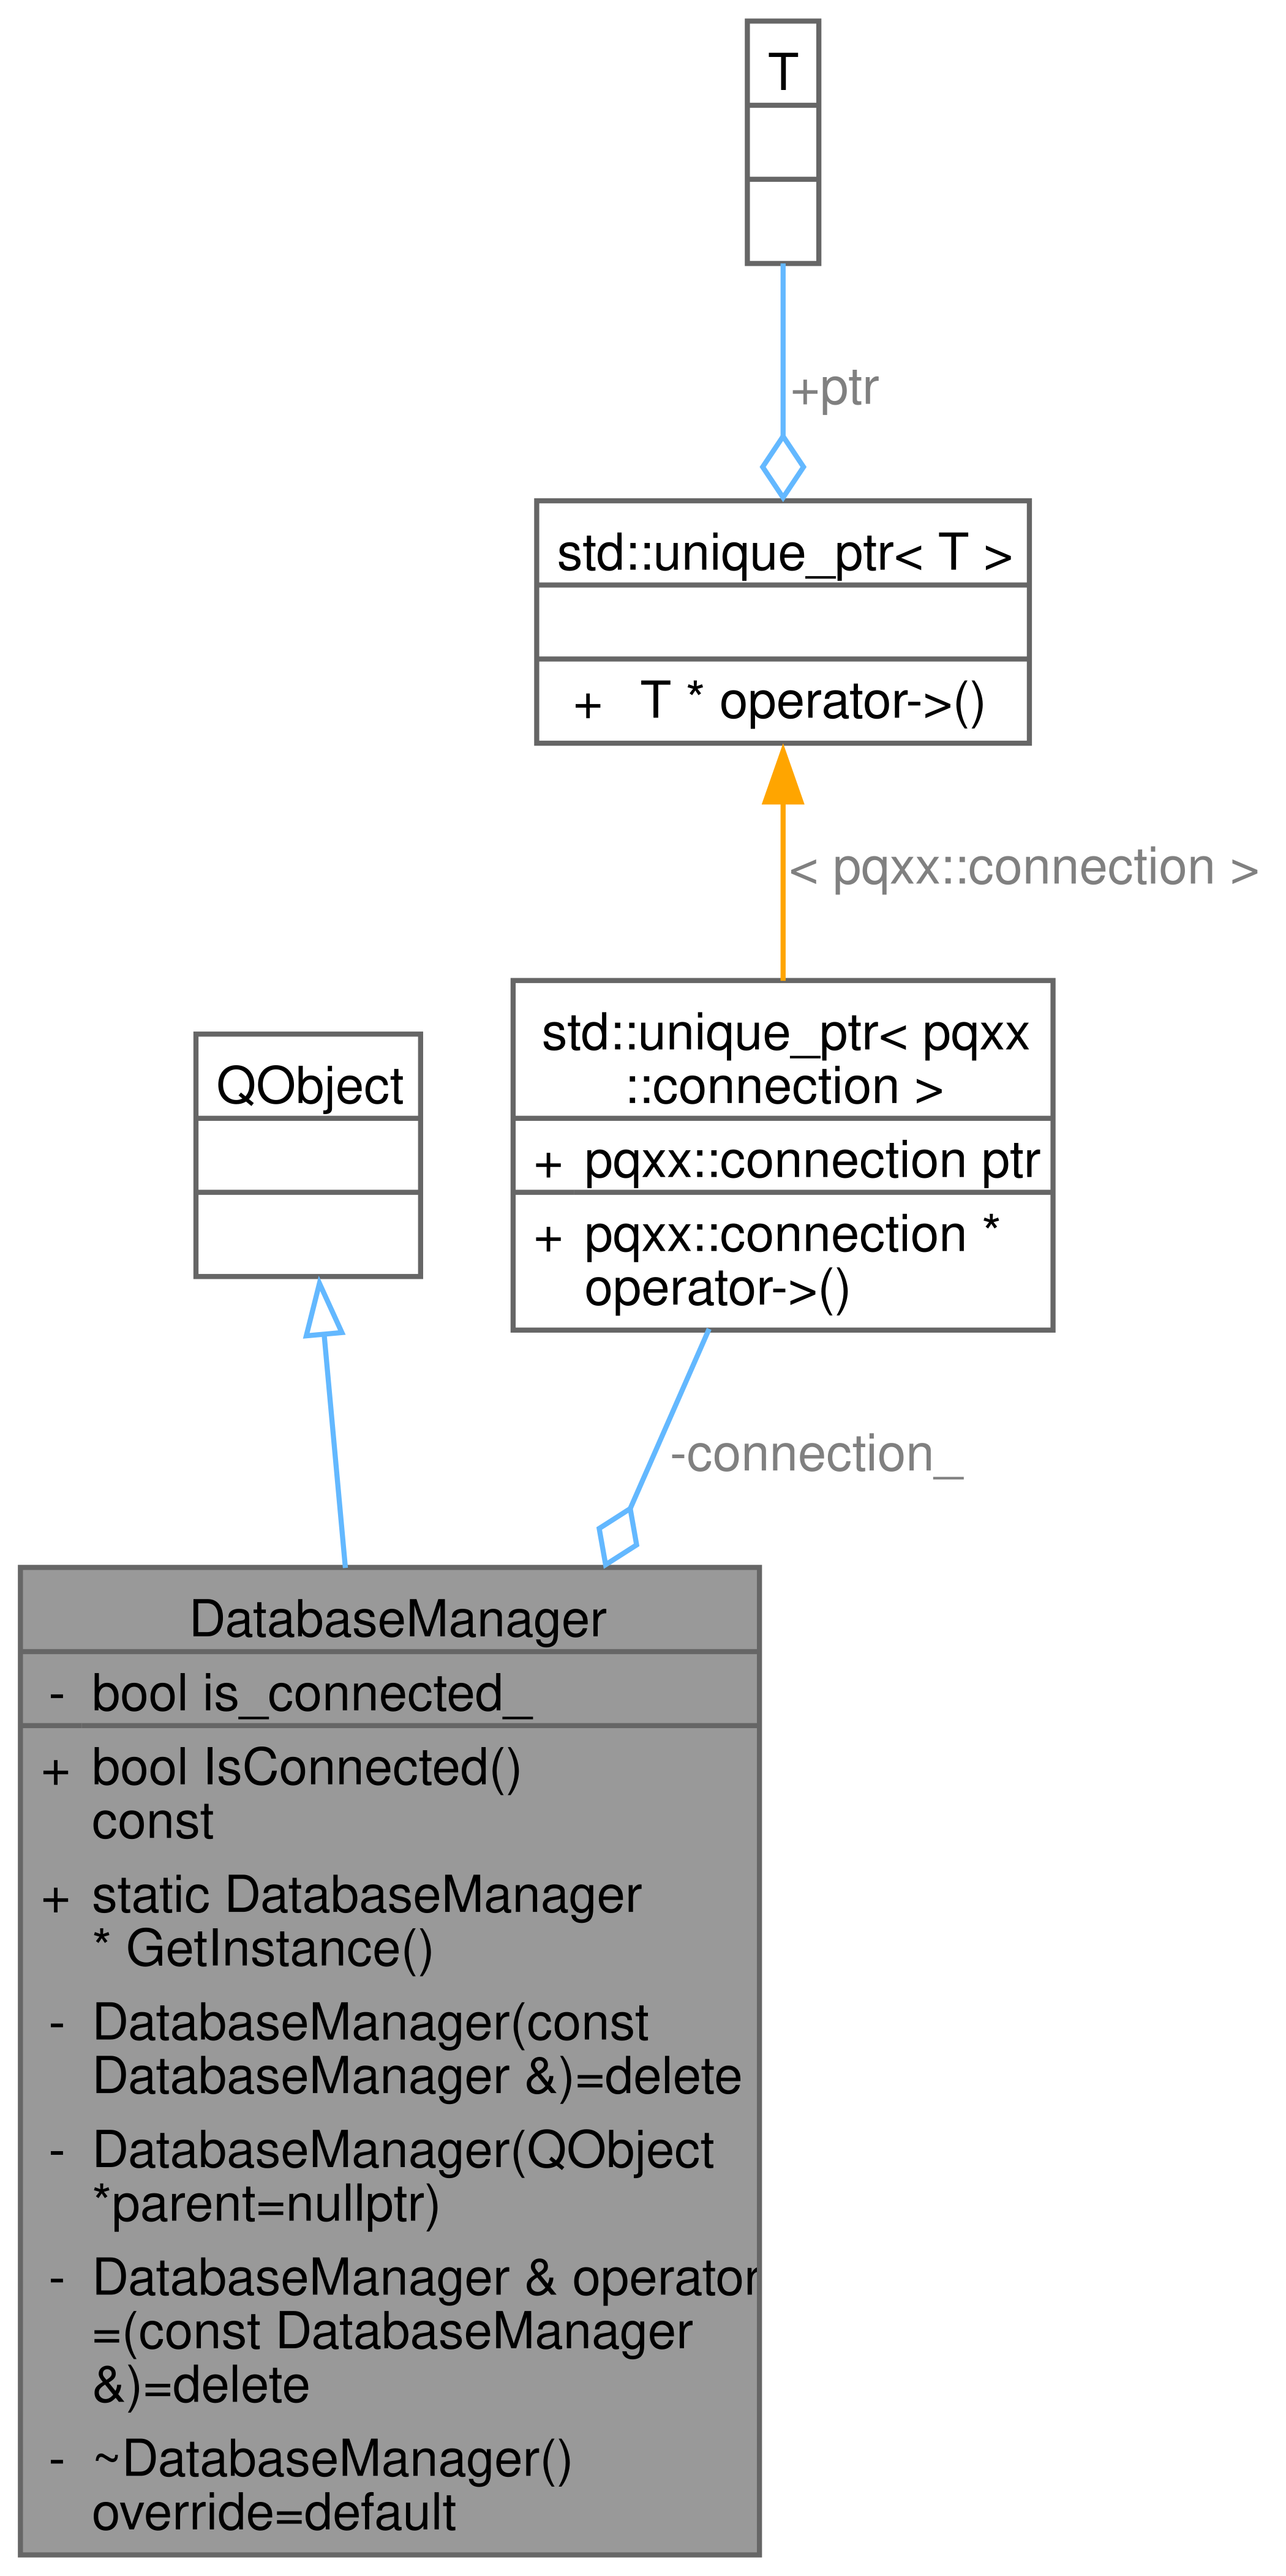 T
+ptr
std::unique_ptr< T >
+ T * operator->()
< pqxx::connection >
std::unique_ptr< pqxx
::connection >
+ pqxx::connection ptr
+ pqxx::connection *
operator->()
QObject
-connection_
DatabaseManager
- bool is_connected_
+ bool IsConnected()
const
+ static DatabaseManager
* GetInstance()
- DatabaseManager(const
DatabaseManager &)=delete
- DatabaseManager(QObject
*parent=nullptr)
- DatabaseManager & operator
=(const DatabaseManager
&)=delete
- ~DatabaseManager()
override=default